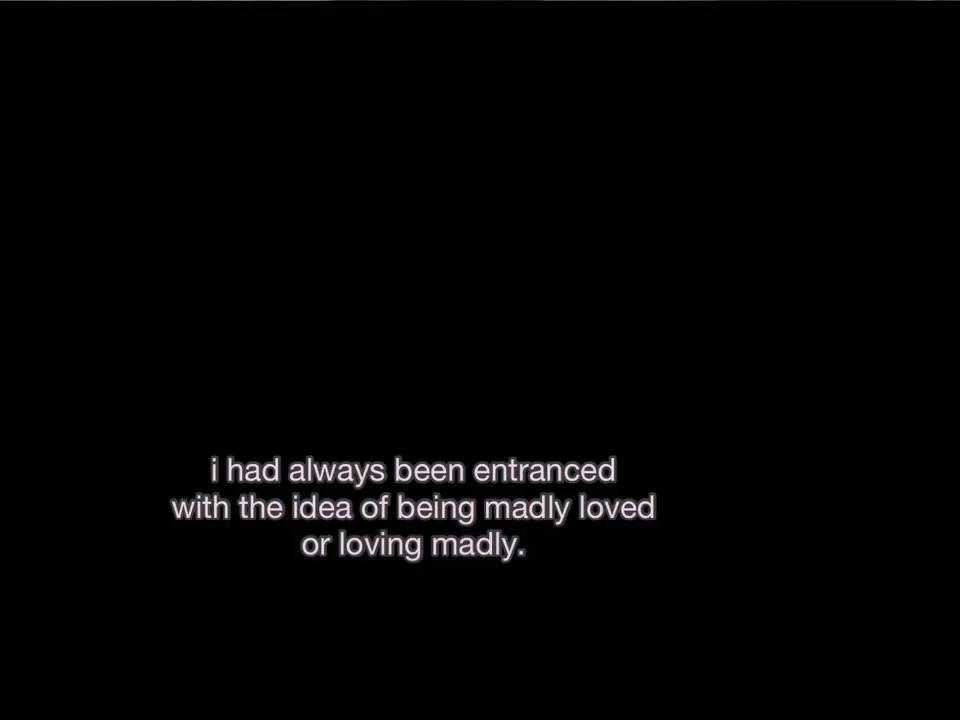 i had always been entranced
with the idea of being madly loved
or loving madly.